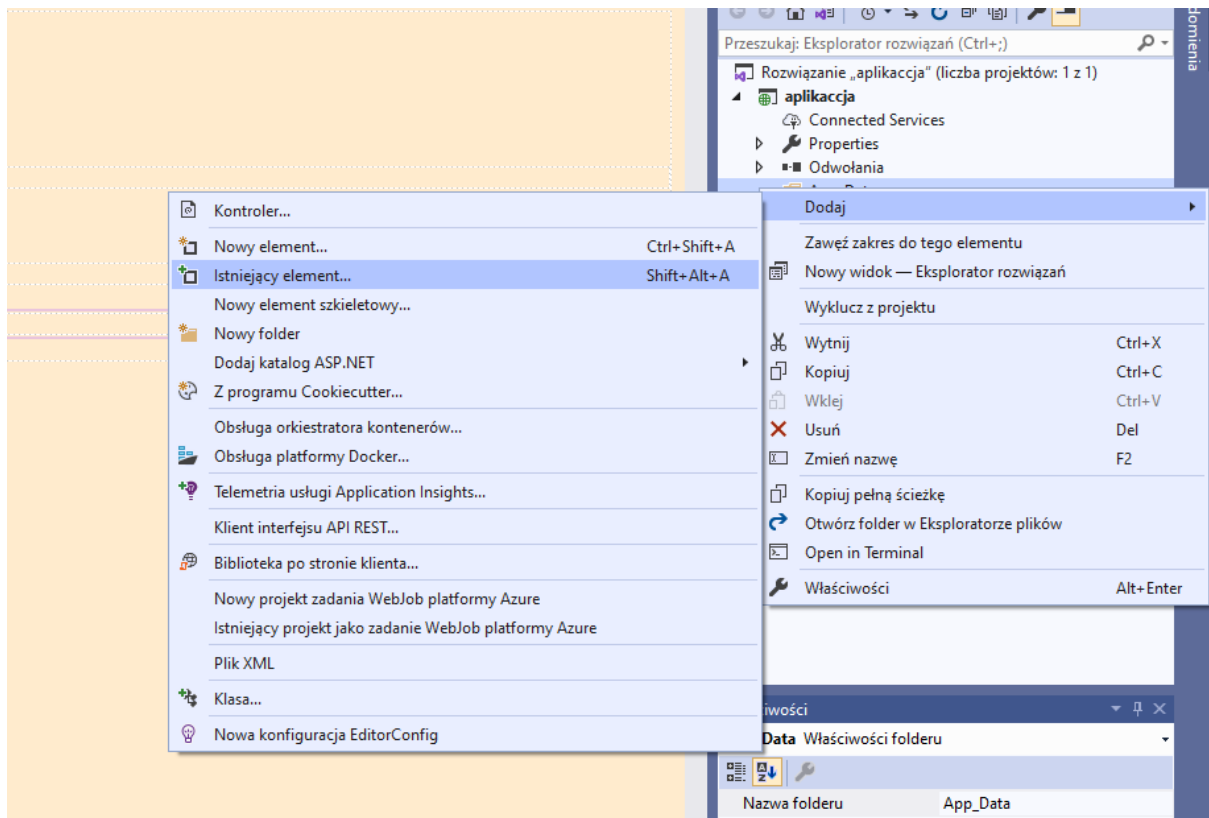 Przeszukaj: Eksplorator rozwiązań (Ctrl+;)
Rozwiązanie „aplikaccja" (liczba projektów: 1 z 1)
aplikaccja
Connected Services
Properties
Odwołania
domienia
Kontroler...
Nowy element... Ctrl+Shift+A
Istniejący element... Shift+Alt+A
Nowy element szkieletowy...
Nowy folder
Dodaj katalog ASP.NET
Z programu Cookiecutter...
Obsługa orkiestratora kontenerów...
Obsługa platformy Docker...
Telemetria usługi Application Insights...
Klient interfejsu API REST...
Biblioteka po stronie klienta...
Nowy projekt zadania WebJob platformy Azure
Istniejący projekt jako zadanie WebJob platformy Azure
Plik XML
Klasa...
Nowa konfiguracja EditorConfig
Dodaj
Zawęź zakres do tego elementu
Nowy widok — Eksplorator rozwiązań
Wyklucz z projektu
Wytnij Ctrl+X
Kopiuj Ctrl+C
Wklej Ctrl+V
Usuń Del
Zmień nazwę F2
Kopiuj pełną ścieżkę
Otwórz folder w Eksploratorze plików
Open in Terminal
Właściwości Alt+Enter
iwości
Data Właściwości folderu
Nazwa folderu App_Data